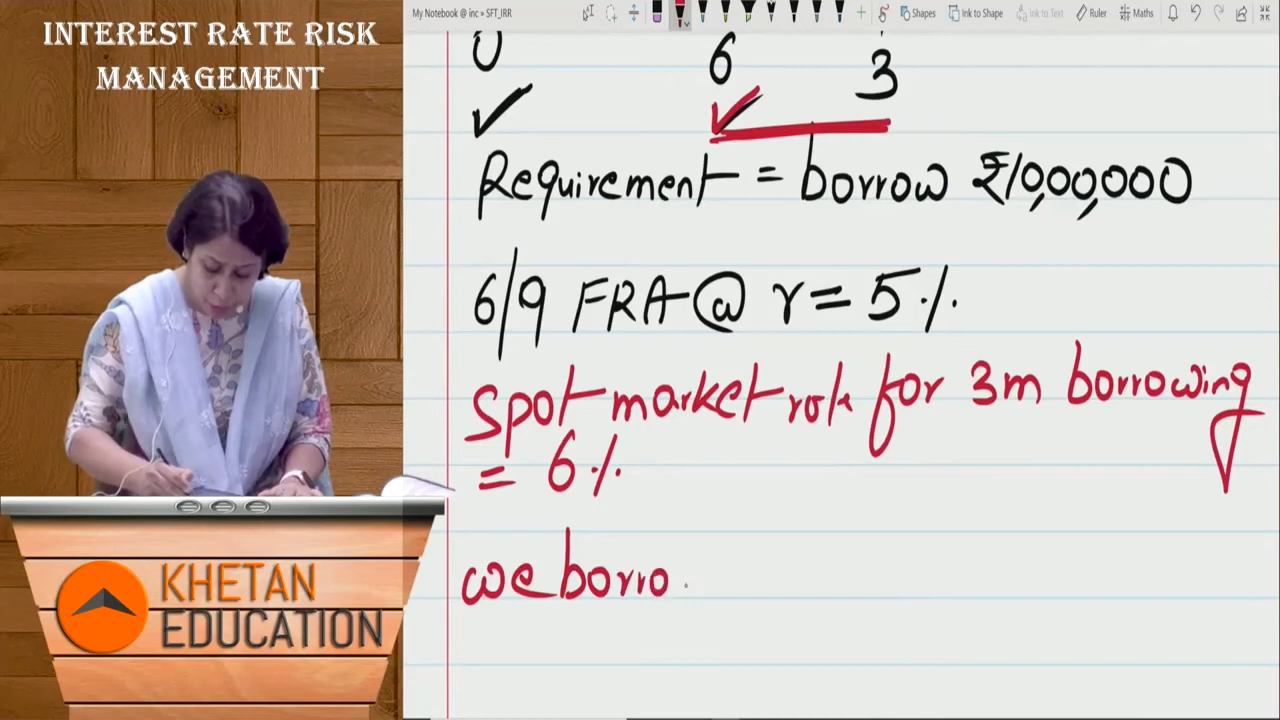 INTEREST RATE RISK
MANAGEMENT
My Notebook @ inc » SFT_IRR
Shapes
Ink to Shape
Ink to Text
Ruler
Maths
0 6 3
Requirement = borrow ₹10,00,000
6/9 FRA @ r = 5%
Spot market rate for 3m borrowing
= 6%
we borro
KHETAN
EDUCATION